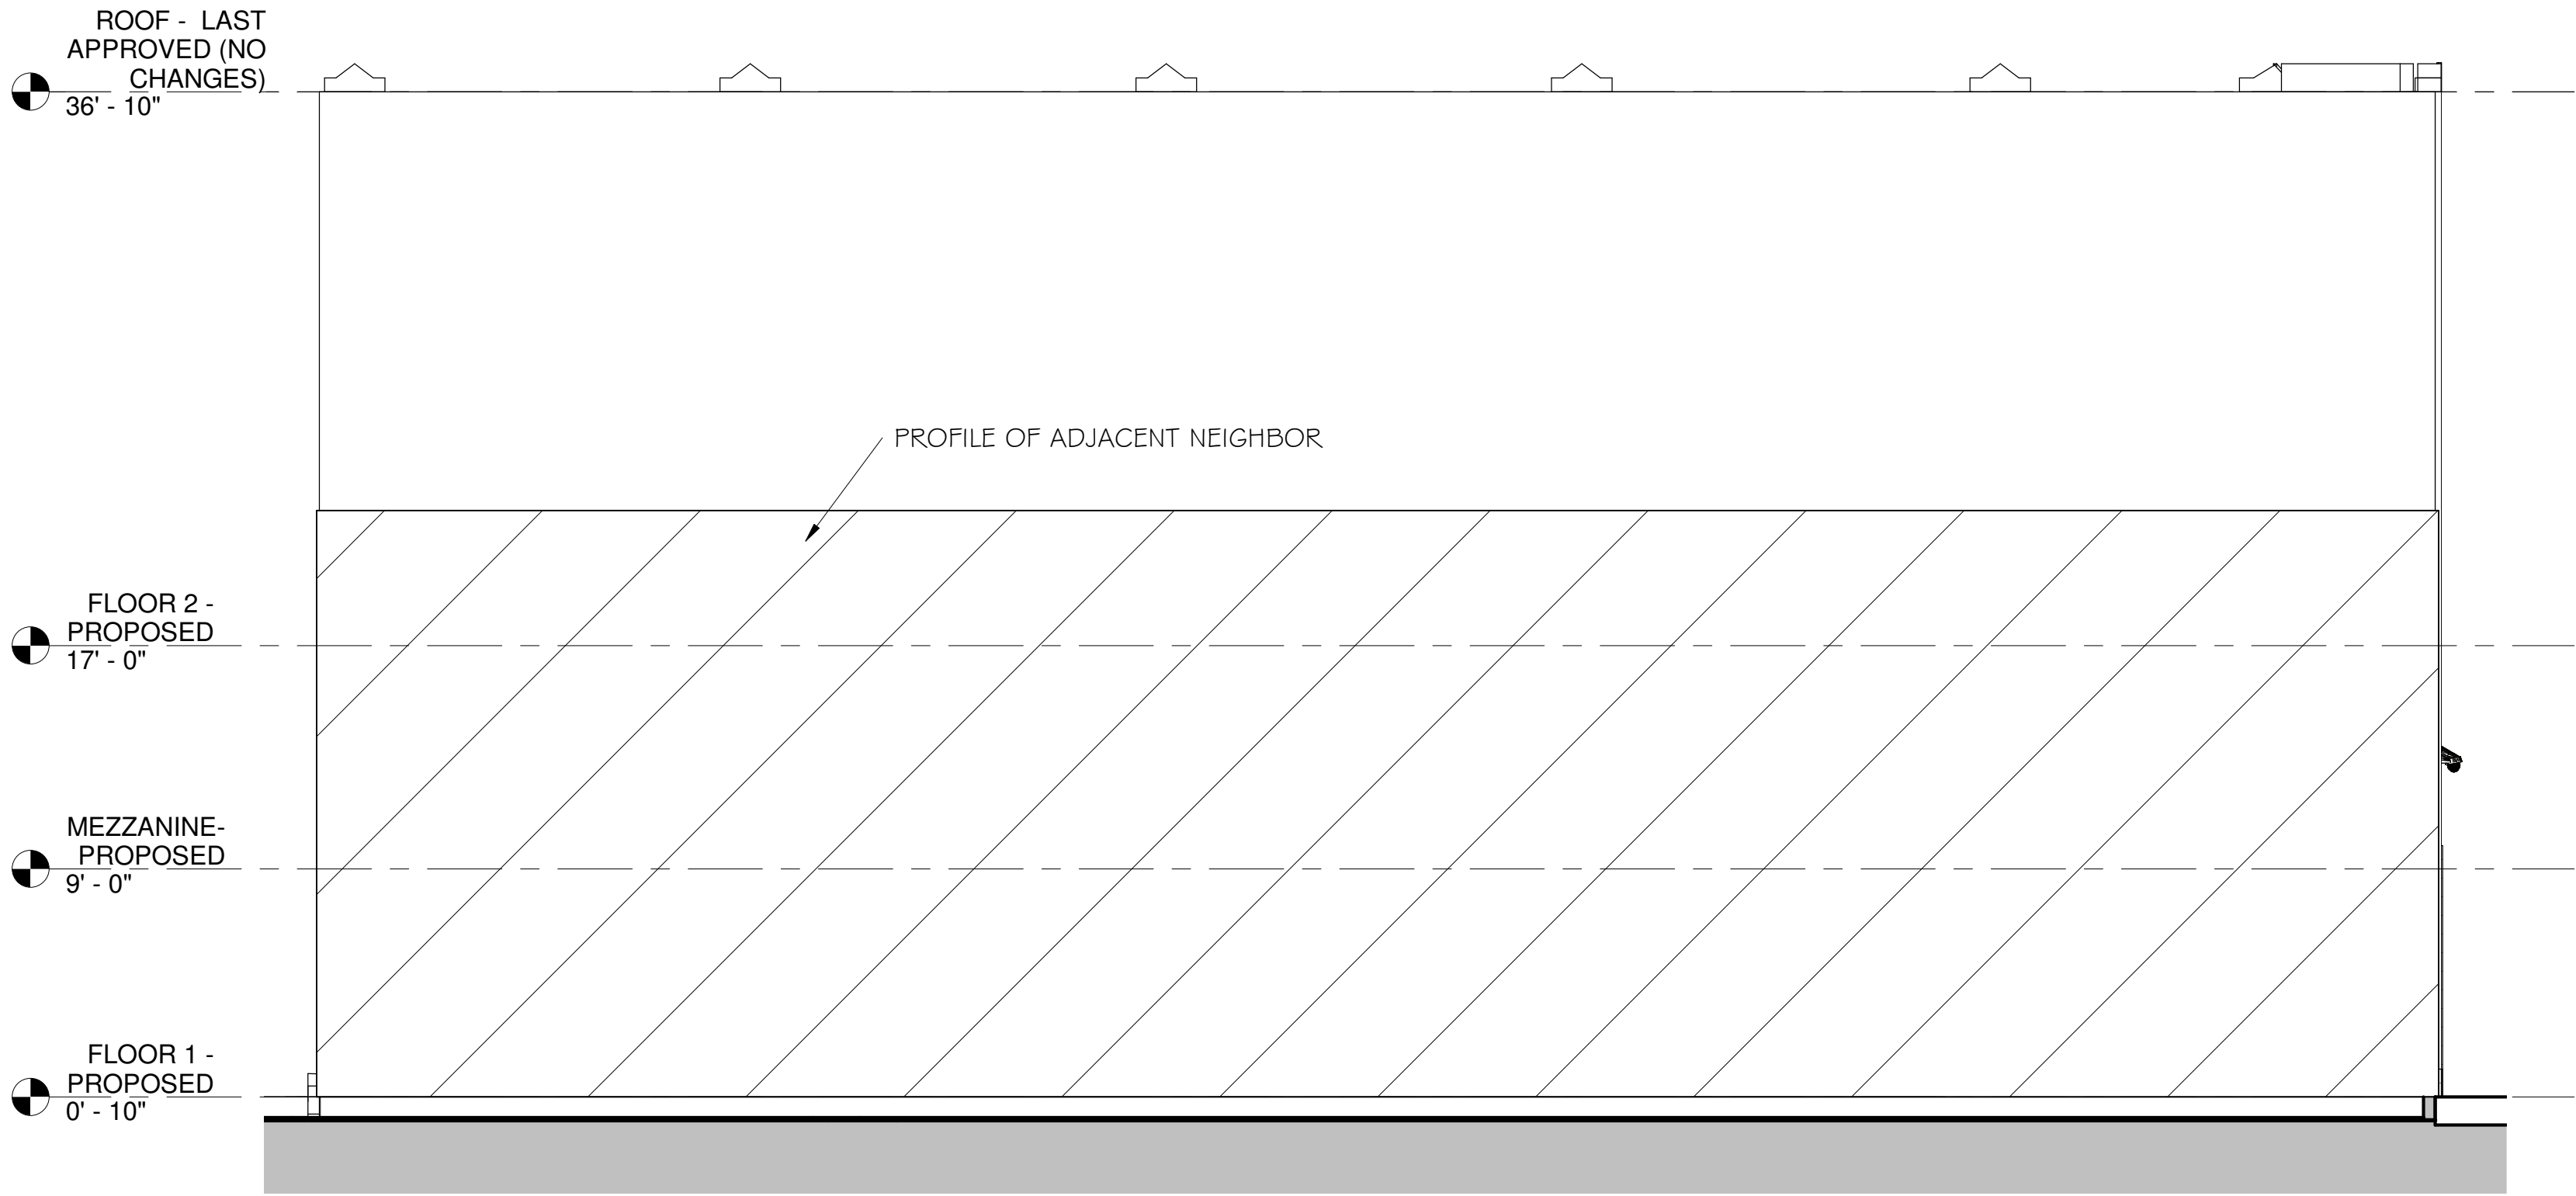 ROOF - LAST
APPROVED (NO
CHANGES)
36' - 10"
PROFILE OF ADJACENT NEIGHBOR
FLOOR 2 -
PROPOSED
17' - 0"
MEZZANINE-
PROPOSED
9' - 0"
FLOOR 1 -
PROPOSED
0' - 10"